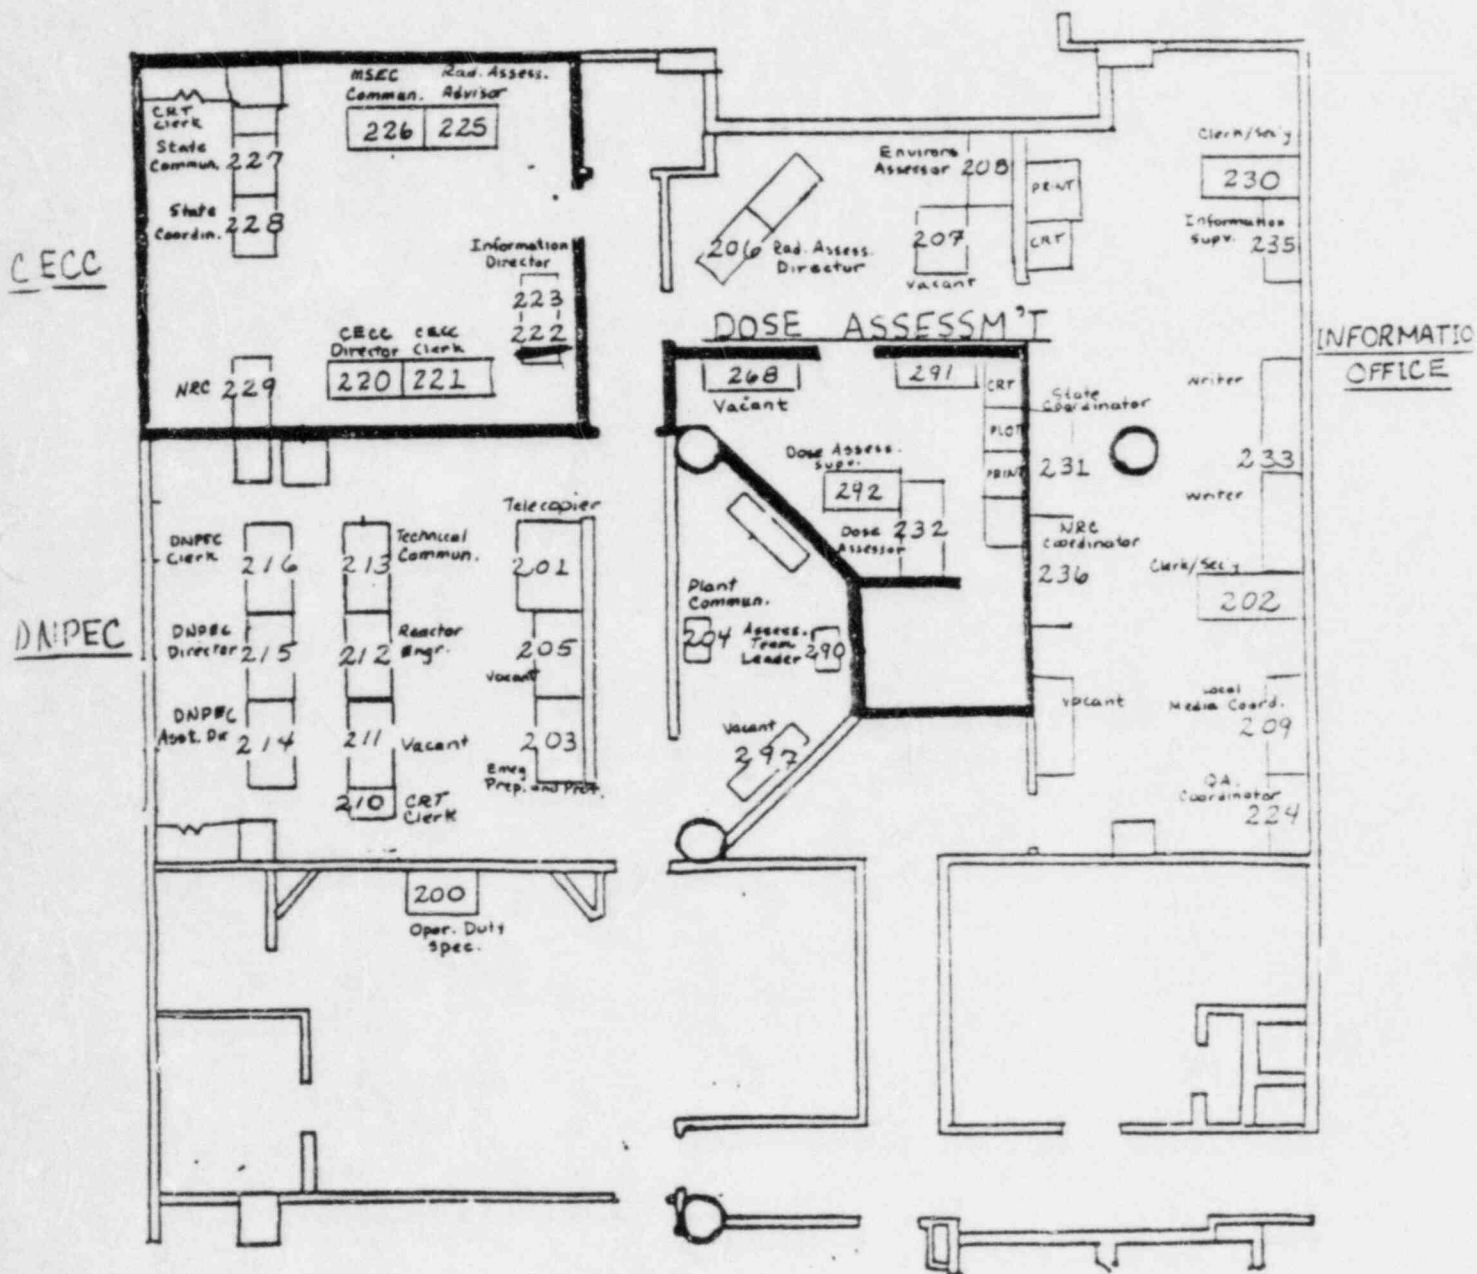 CECC
MSEC
Commun.
226
Rad. Assess.
Advisor
225
CRT
Clerk
State
Commun. 227
State
Coordin. 228
Information
Director
223
222
CECC
Director
220
CECC
Clerk
221
NRC 229
DNPEC
DNPEC
Clerk 216
DNPEC
Director 215
DNPEC
Asst. Dir 214
213 Technical
Commun.
212 Reactor
Engr.
211 Vacant
210 CRT
Clerk
Telecopier
201
205
Vacant
203
Emeg
Prep. and Prot.
200
Oper. Duty
Spec.
206 Rad. Assess.
Director
Environs
Assessor 208
207
Vacant
PRINT
CRT
DOSE ASSESSM'T
268
Vacant
291
CRT
PLOT
PRINT
Dose Assess.
Supv.
292
Dose
Assessor 232
Plant
Commun.
204
Assess.
Team
Leader 290
Vacant
297
INFORMATIO
OFFICE
Clerk/Sec'y
230
Information
Supv. 235
Writer
233
Writer
State
Coordinator
231
NRC
Coordinator
236
Clerk/Sec'y
202
Vacant
Local
Media Coord.
209
QA.
Coordinator
224